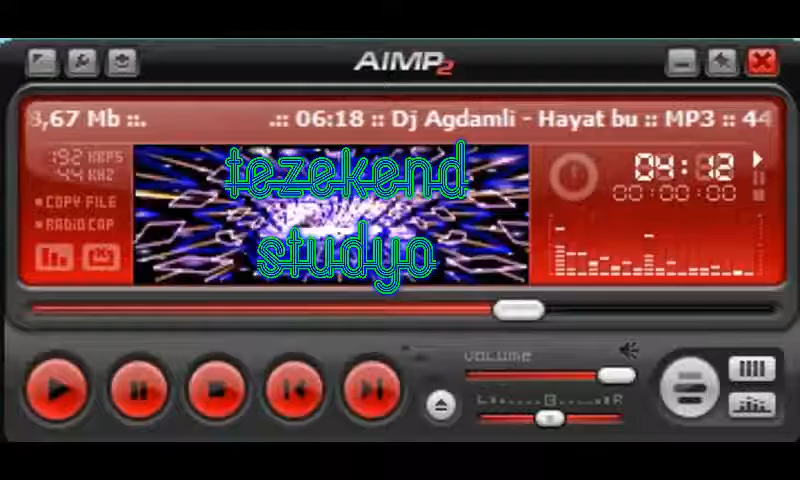 AIMP2
8,67 Mb ::. .:: 06:18 :: Dj Agdamli - Hayat bu :: MP3 :: 44
192 KBPS
44 KHZ
COPY FILE
RADIO CAP
tezekend
studyo
04:12
00:00:00
VOLUME
L R